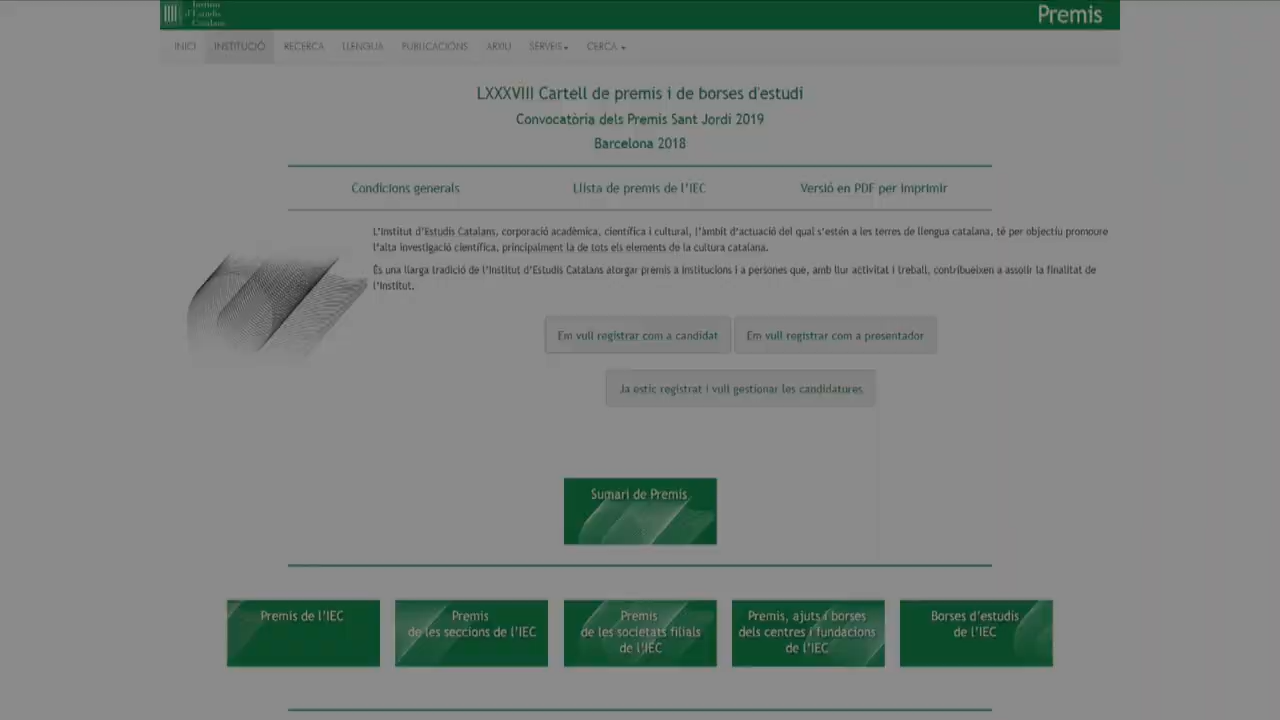 Institut
d'Estudis
Catalans
Premis
INICI INSTITUCIÓ RECERCA LLENGUA PUBLICACIONS ARXIU SERVEIS CERCA
LXXXVIII Cartell de premis i de borses d'estudi
Convocatòria dels Premis Sant Jordi 2019
Barcelona 2018
Condicions generals Llista de premis de l'IEC Versió en PDF per imprimir
L'Institut d'Estudis Catalans, corporació acadèmica, científica i cultural, l'àmbit d'actuació del qual s'estén a les terres de llengua catalana, té per objectiu promoure
l'alta investigació científica, principalment la de tots els elements de la cultura catalana.
És una llarga tradició de l'Institut d'Estudis Catalans atorgar premis a institucions i a persones que, amb llur activitat i treball, contribueixen a assolir la finalitat de
l'Institut.
Em vull registrar com a candidat Em vull registrar com a presentador
Ja estic registrat i vull gestionar les candidatures
Sumari de Premis
Premis de l'IEC
Premis
de les seccions de l'IEC
Premis
de les societats filials
de l'IEC
Premis, ajuts i borses
dels centres i fundacions
de l'IEC
Borses d'estudis
de l'IEC